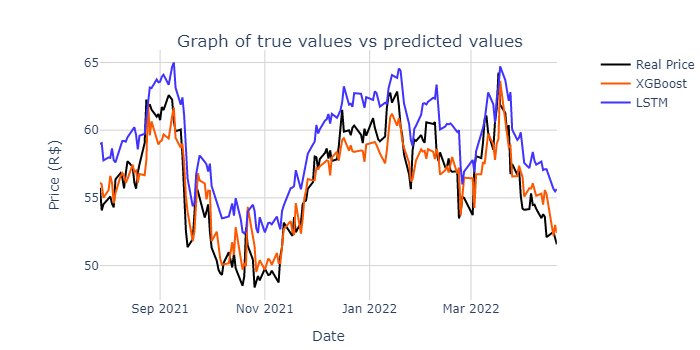 Graph of true values vs predicted values
Real Price
XGBoost
LSTM
65
60
55
50
Price (R$)
Sep 2021
Nov 2021
Jan 2022
Mar 2022
Date